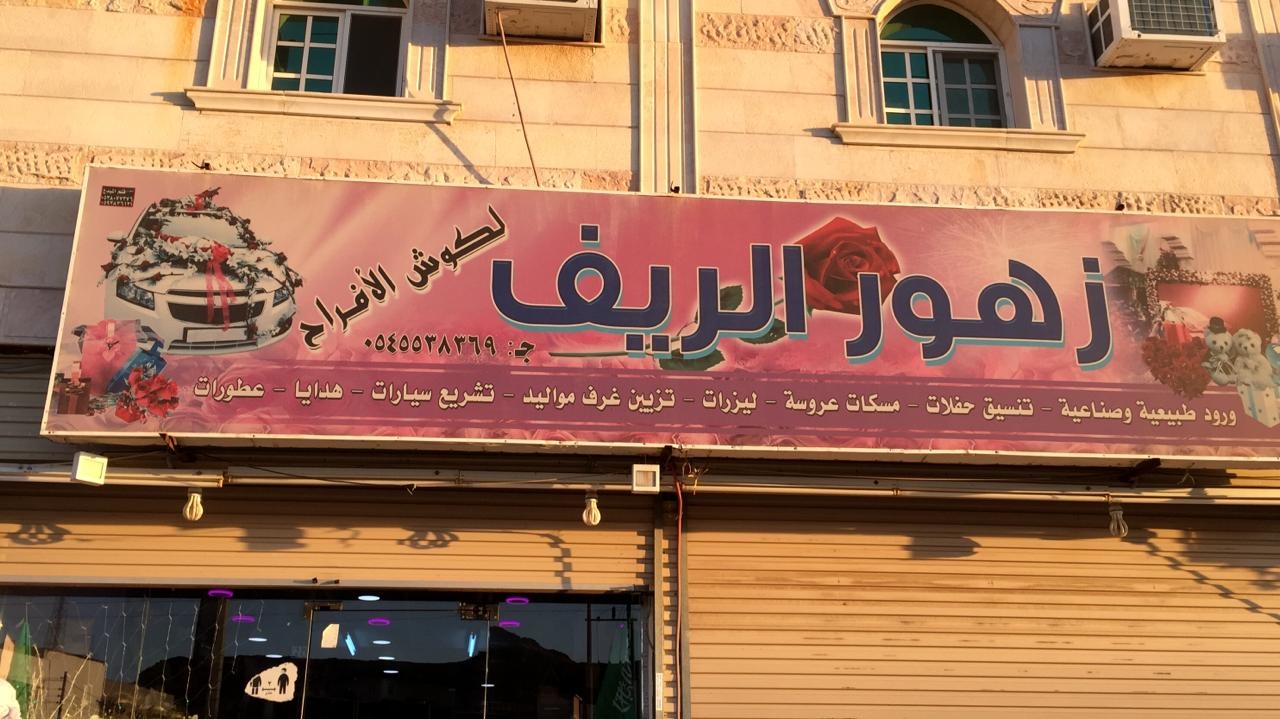 زهور الريف
لكوش الأفراح
جـ: ٠٥٤٥٥٣٨٣٦٩
ورود طبيعية وصناعية - تنسيق حفلات - مسكات عروسة - ليزرات - تزيين غرف مواليد - تشريع سيارات - هدايا - عطورات